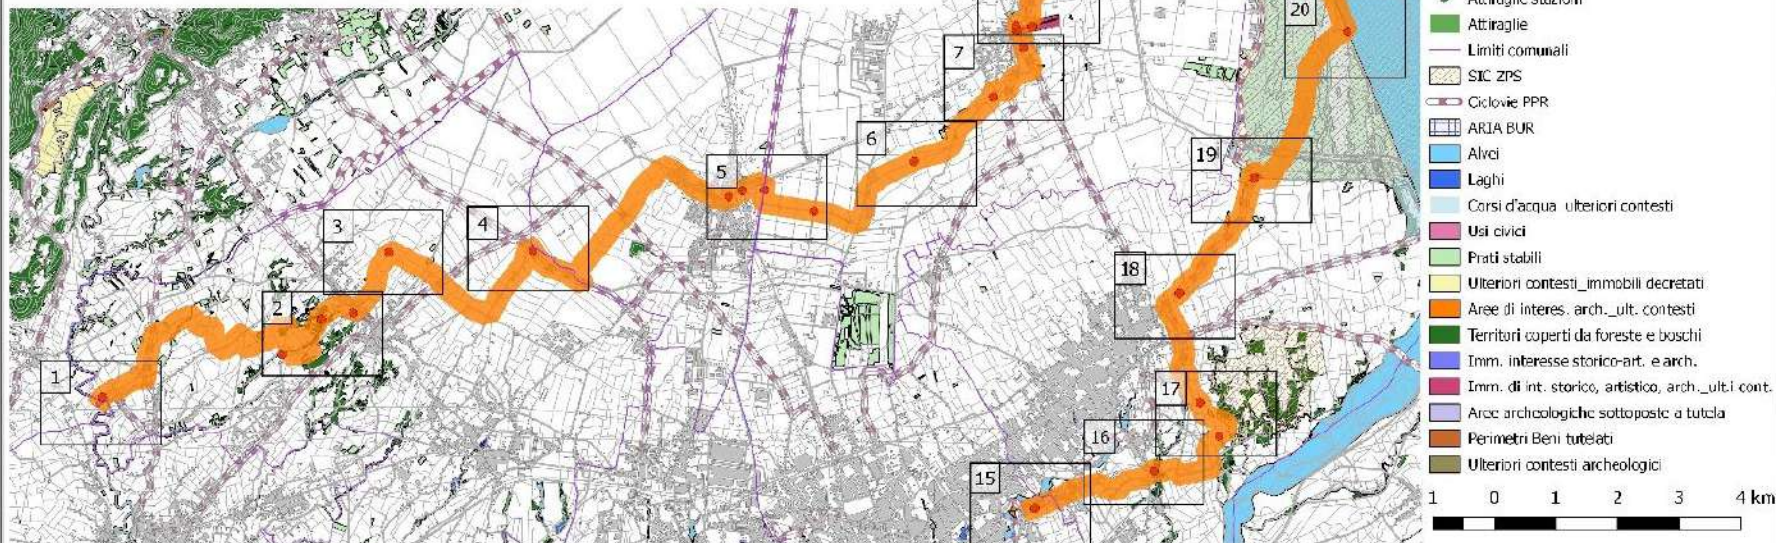 20
7
6
5
19
3
4
18
2
1
17
16
15
Attiraglie stazioni
Attiraglie
Limiti comunali
SIC ZPS
Ciclovie PPR
ARIA BUR
Alvei
Laghi
Corsi d'acqua ulteriori contesti
Usi civici
Prati stabili
Ulteriori contesti_immobili decretati
Aree di interes. arch._ult. contesti
Territori coperti da foreste e boschi
Imm. interesse storico-art. e arch.
Imm. di int. storico, artistico, arch._ult.i cont.
Aree archeologiche sottoposte a tutela
Perimetri Beni tutelati
Ulteriori contesti archeologici
1 0 1 2 3 4 km